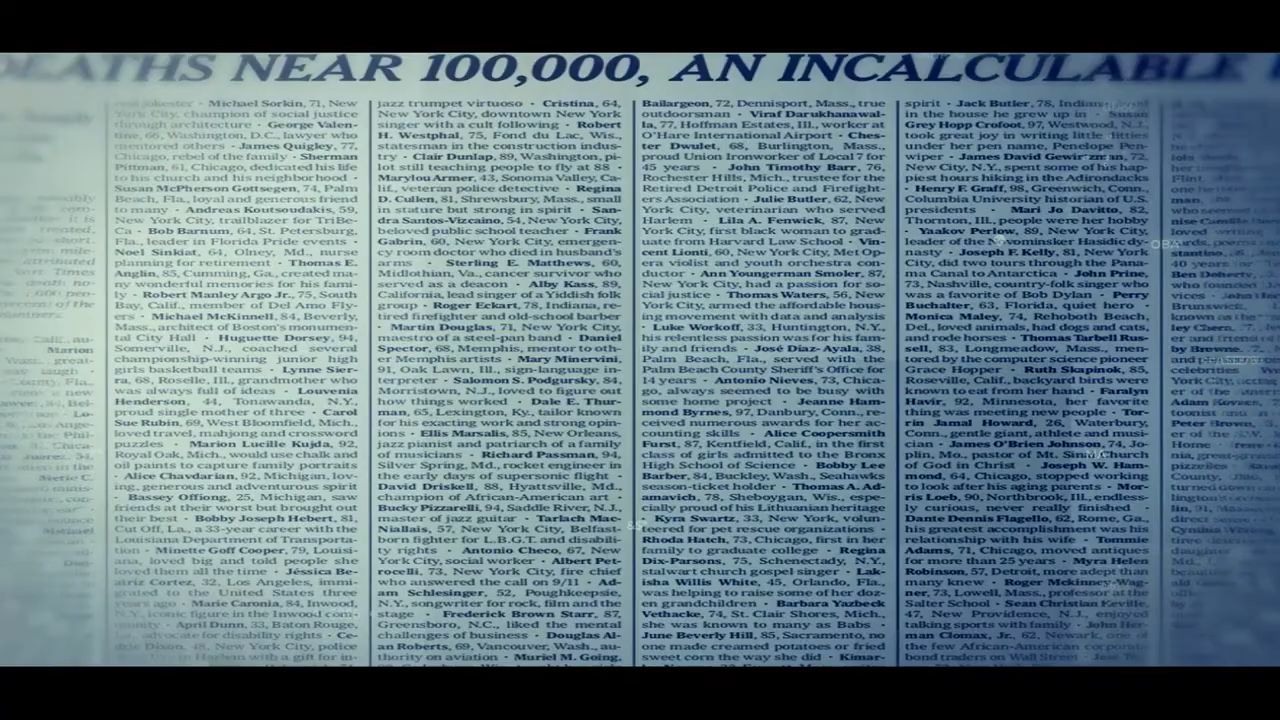 DEATHS NEAR 100,000, AN INCALCULABLE
Michael Sorkin, 71, New
York City, champion of social justice
through architecture · George Valen-
tine, 66, Washington, D.C., lawyer who
mentored others · James Quigley, 77,
Chicago, rebel of the family · Sherman
Pittman, 61, Chicago, dedicated his life
to his church and his neighborhood ·
Susan McPherson Gottsegen, 74, Palm
Beach, Fla., loyal and generous friend
to many · Andreas Koutsoudakis, 59,
New York City, trailblazer for TriBe-
Ca · Bob Barnum, 64, St. Petersburg,
Fla., leader in Florida Pride events ·
Noel Sinkiat, 64, Olney, Md., nurse
planning for retirement · Thomas E.
Anglin, 85, Cumming, Ga., created ma-
ny wonderful memories for his fami-
ly · Robert Manley Argo Jr., 75, South
Bay, Calif., member of Del Amo Fly-
ers · Michael McKinnell, 84, Beverly,
Mass., architect of Boston's monumen-
tal City Hall · Huguette Dorsey, 94,
Somerville, N.J., coached several
championship-winning junior high
girls basketball teams · Lynne Sier-
ra, 68, Roselle, Ill., grandmother who
was always full of ideas · Louvenia
Henderson, 44, Tonawanda, N.Y.,
proud single mother of three · Carol
Sue Rubin, 69, West Bloomfield, Mich.,
loved travel, mahjong and crossword
puzzles · Marion Lucille Kujda, 92,
Royal Oak, Mich., would use chalk and
oil paints to capture family portraits
· Alice Chavdarian, 92, Michigan, lov-
ing, generous and adventurous spirit
· Bassey Offiong, 25, Michigan, saw
friends at their worst but brought out
their best · Bobby Joseph Hebert, 81,
Cut Off, La., a 33-year career with the
Louisiana Department of Transporta-
tion · Minette Goff Cooper, 79, Louisi-
ana, loved big and told people she
loved them all the time · Jéssica Be-
atriz Cortez, 32, Los Angeles, immi-
grated to the United States three
years ago · Marie Caronia, 84, Inwood,
N.Y., iconic figure in the Inwood com-
munity · April Dunn, 33, Baton Rouge,
La., advocate for disability rights · Ce-
dric Dixon, 48, New York City, police
in Harlem with a gift for in-
jazz trumpet virtuoso · Cristina, 64,
New York City, downtown New York
singer with a cult following · Robert
H. Westphal, 75, Fond du Lac, Wis.,
statesman in the construction indus-
try · Clair Dunlap, 89, Washington, pi-
lot still teaching people to fly at 88 ·
Marylou Armer, 43, Sonoma Valley, Ca-
lif., veteran police detective · Regina
D. Cullen, 81, Shrewsbury, Mass., small
in stature but strong in spirit · San-
dra Santos-Vizcaino, 54, New York City,
beloved public school teacher · Frank
Gabrin, 60, New York City, emergen-
cy room doctor who died in husband's
arms · Sterling E. Matthews, 60,
Midlothian, Va., cancer survivor who
served as a deacon · Alby Kass, 89,
California, lead singer of a Yiddish folk
group · Roger Eckart, 78, Indiana, re-
tired firefighter and old-school barber
· Martin Douglas, 71, New York City,
maestro of a steel-pan band · Daniel
Spector, 68, Memphis, mentor to oth-
er Memphis artists · Mary Minervini,
91, Oak Lawn, Ill., sign-language in-
terpreter · Salomon S. Podgursky, 84,
Morristown, N.J., loved to figure out
how things worked · Dale E. Thur-
man, 65, Lexington, Ky., tailor known
for his exacting work and strong opin-
ions · Ellis Marsalis, 85, New Orleans,
jazz pianist and patriarch of a family
of musicians · Richard Passman, 94,
Silver Spring, Md., rocket engineer in
the early days of supersonic flight ·
David Driskell, 88, Hyattsville, Md.,
champion of African-American art ·
Bucky Pizzarelli, 94, Saddle River, N.J.,
master of jazz guitar · Tarlach Mac-
Niallais, 57, New York City, Belfast-
born fighter for L.G.B.T. and disabili-
ty rights · Antonio Checo, 67, New
York City, social worker · Albert Pet-
rocelli, 73, New York City, fire chief
who answered the call on 9/11 · Ad-
am Schlesinger, 52, Poughkeepsie,
N.Y., songwriter for rock, film and the
stage · Frederick Brown Starr, 87,
Greensboro, N.C., liked the mental
challenges of business · Douglas Al-
an Roberts, 69, Vancouver, Wash., au-
thority on aviation · Muriel M. Going,
Bailargeon, 72, Dennisport, Mass., true
outdoorsman · Viraf Darukhanawal-
la, 77, Hoffman Estates, Ill., worker at
O'Hare International Airport · Ches-
ter Dwulet, 68, Burlington, Mass.,
proud Union Ironworker of Local 7 for
45 years · John Timothy Barr, 76,
Rochester Hills, Mich., trustee for the
Retired Detroit Police and Firefight-
ers Association · Julie Butler, 62, New
York City, veterinarian who served
Harlem · Lila A. Fenwick, 87, New
York City, first black woman to grad-
uate from Harvard Law School · Vin-
cent Lionti, 60, New York City, Met Op-
era violist and youth orchestra con-
ductor · Ann Youngerman Smoler, 87,
New York City, had a passion for so-
cial justice · Thomas Waters, 56, New
York City, armed the affordable hous-
ing movement with data and analysis
· Luke Workoff, 33, Huntington, N.Y.,
his relentless passion was for his fam-
ily and friends · José Díaz-Ayala, 38,
Palm Beach, Fla., served with the
Palm Beach County Sheriff's Office for
14 years · Antonio Nieves, 73, Chica-
go, always seemed to be busy with
some home project · Jeanne Ham-
mond Byrnes, 97, Danbury, Conn., re-
ceived numerous awards for her ac-
counting skills · Alice Coopersmith
Furst, 87, Kentfield, Calif., in the first
class of girls admitted to the Bronx
High School of Science · Bobby Lee
Barber, 84, Buckley, Wash., Seahawks
season-ticket holder · Thomas A. Ad-
amavich, 78, Sheboygan, Wis., espe-
cially proud of his Lithuanian heritage
· Kyra Swartz, 33, New York, volun-
teered for pet rescue organizations ·
Rhoda Hatch, 73, Chicago, first in her
family to graduate college · Regina
Dix-Parsons, 75, Schenectady, N.Y.,
stalwart church gospel singer · Lak-
isha Willis White, 45, Orlando, Fla.,
was helping to raise some of her doz-
en grandchildren · Barbara Yazbeck
Vethacke, 74, St. Clair Shores, Mich.,
she was known to many as Babs ·
June Beverly Hill, 85, Sacramento, no
one made creamed potatoes or fried
sweet corn the way she did · Kimar-
spirit · Jack Butler, 78, Indiana,
in the house he grew up in · Susan
Grey Hopp Crofoot, 97, Westwood, N.J.,
took great joy in writing little ditties
under her pen name, Penelope Pen-
wiper · James David Gewirtzman, 72,
New City, N.Y., spent some of his hap-
piest hours hiking in the Adirondacks
· Henry F. Graff, 98, Greenwich, Conn.,
Columbia University historian of U.S.
presidents · Mari Jo Davitto, 82,
Thornton, Ill., people were her hobby
· Yaakov Perlow, 89, New York City,
leader of the Novominsker Hasidic dy-
nasty · Joseph F. Kelly, 81, New York
City, did two tours through the Pana-
ma Canal to Antarctica · John Prine,
73, Nashville, country-folk singer who
was a favorite of Bob Dylan · Perry
Buchalter, 63, Florida, quiet hero ·
Monica Maley, 74, Rehoboth Beach,
Del., loved animals, had dogs and cats,
and rode horses · Thomas Tarbell Rus-
sell, 83, Longmeadow, Mass., men-
tored by the computer science pioneer
Grace Hopper · Ruth Skapinok, 85,
Roseville, Calif., backyard birds were
known to eat from her hand · Faralyn
Havir, 92, Minnesota, her favorite
thing was meeting new people · Tor-
rin Jamal Howard, 26, Waterbury,
Conn., gentle giant, athlete and musi-
cian · James O'Brien Johnson, 74, Jo-
plin, Mo., pastor of Mt. Sinai Church
of God in Christ · Joseph W. Ham-
mond, 64, Chicago, stopped working
to look after his aging parents · Mor-
ris Loeb, 90, Northbrook, Ill., endless-
ly curious, never really finished ·
Dante Dennis Flagello, 62, Rome, Ga.,
his greatest accomplishment was his
relationship with his wife · Tommie
Adams, 71, Chicago, moved antiques
for more than 25 years · Myra Helen
Robinson, 57, Detroit, more adept than
many knew · Roger Mckinney-Wag-
ner, 73, Lowell, Mass., professor at the
Salter School · Sean Christian Keville,
47, New Providence, N.J., enjoyed
talking sports with family · John Her-
man Clomax, Jr., 62, Newark, one of
the few African-American corporate
bond traders on Wall Street